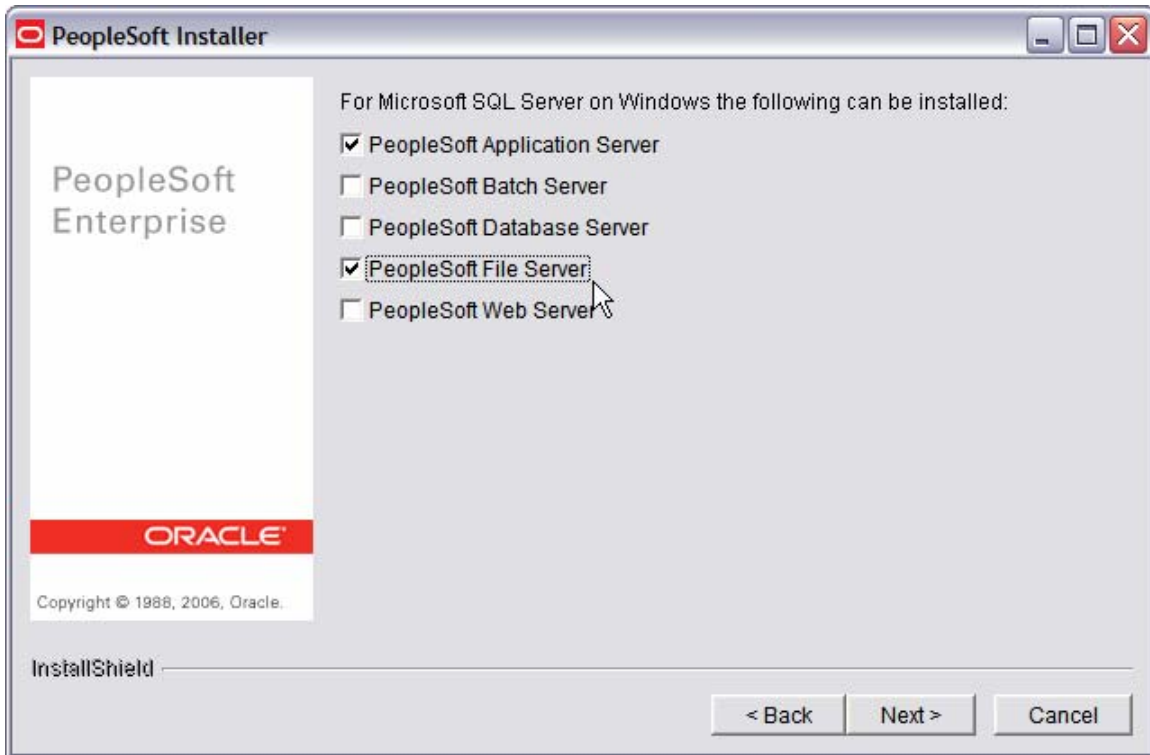 PeopleSoft Installer
For Microsoft SQL Server on Windows the following can be installed:
PeopleSoft Application Server
PeopleSoft Batch Server
PeopleSoft Database Server
PeopleSoft File Server
PeopleSoft Web Server
PeopleSoft
Enterprise
ORACLE
Copyright © 1988, 2006, Oracle.
InstallShield
< Back
Next >
Cancel